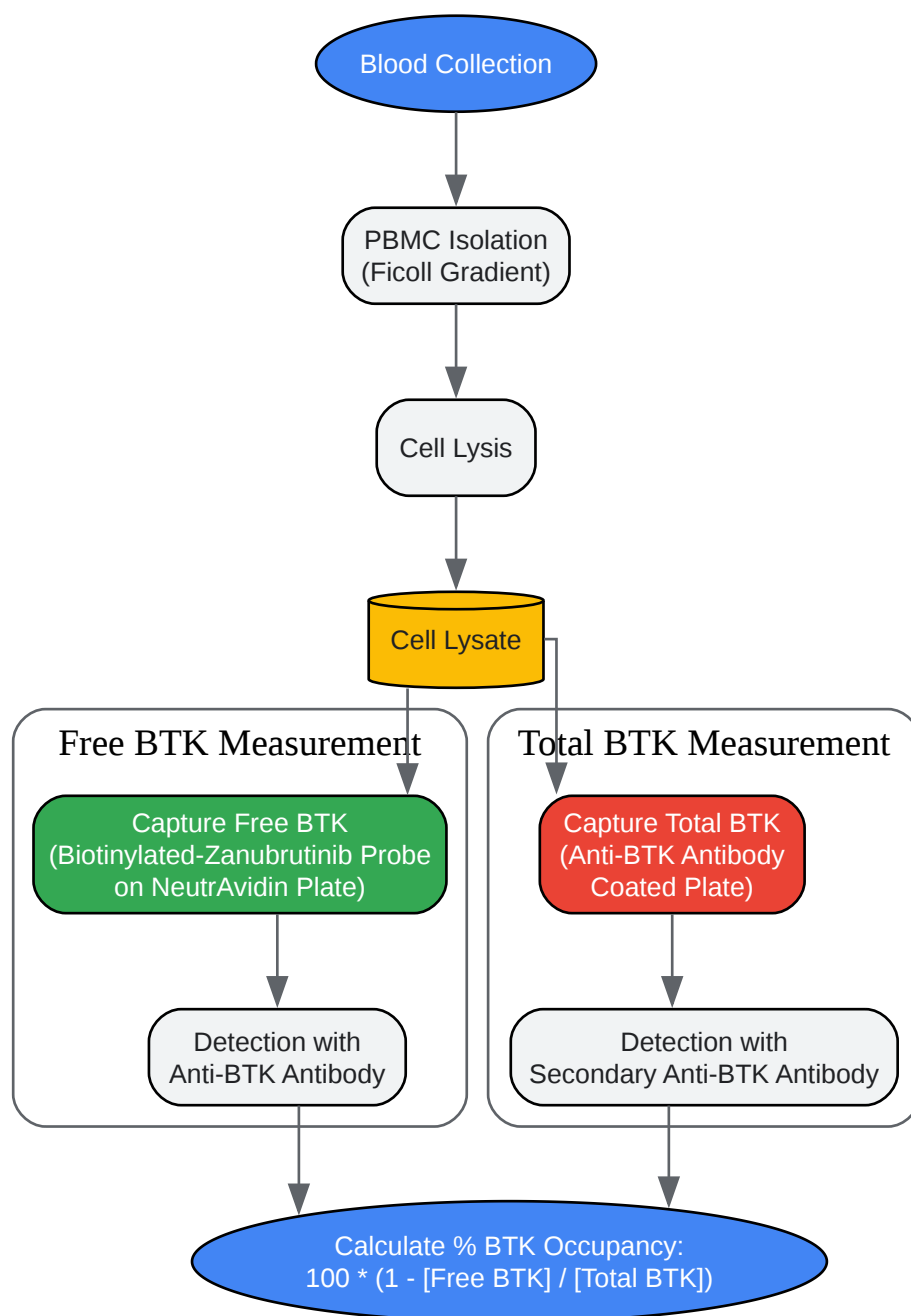 Blood Collection
PBMC Isolation
(Ficoll Gradient)
Cell Lysis
Cell Lysate
Free BTK Measurement
Capture Free BTK
(Biotinylated-Zanubrutinib Probe
on NeutrAvidin Plate)
Detection with
Anti-BTK Antibody
Total BTK Measurement
Capture Total BTK
(Anti-BTK Antibody
Coated Plate)
Detection with
Secondary Anti-BTK Antibody
Calculate % BTK Occupancy:
100 * (1 - [Free BTK] / [Total BTK])